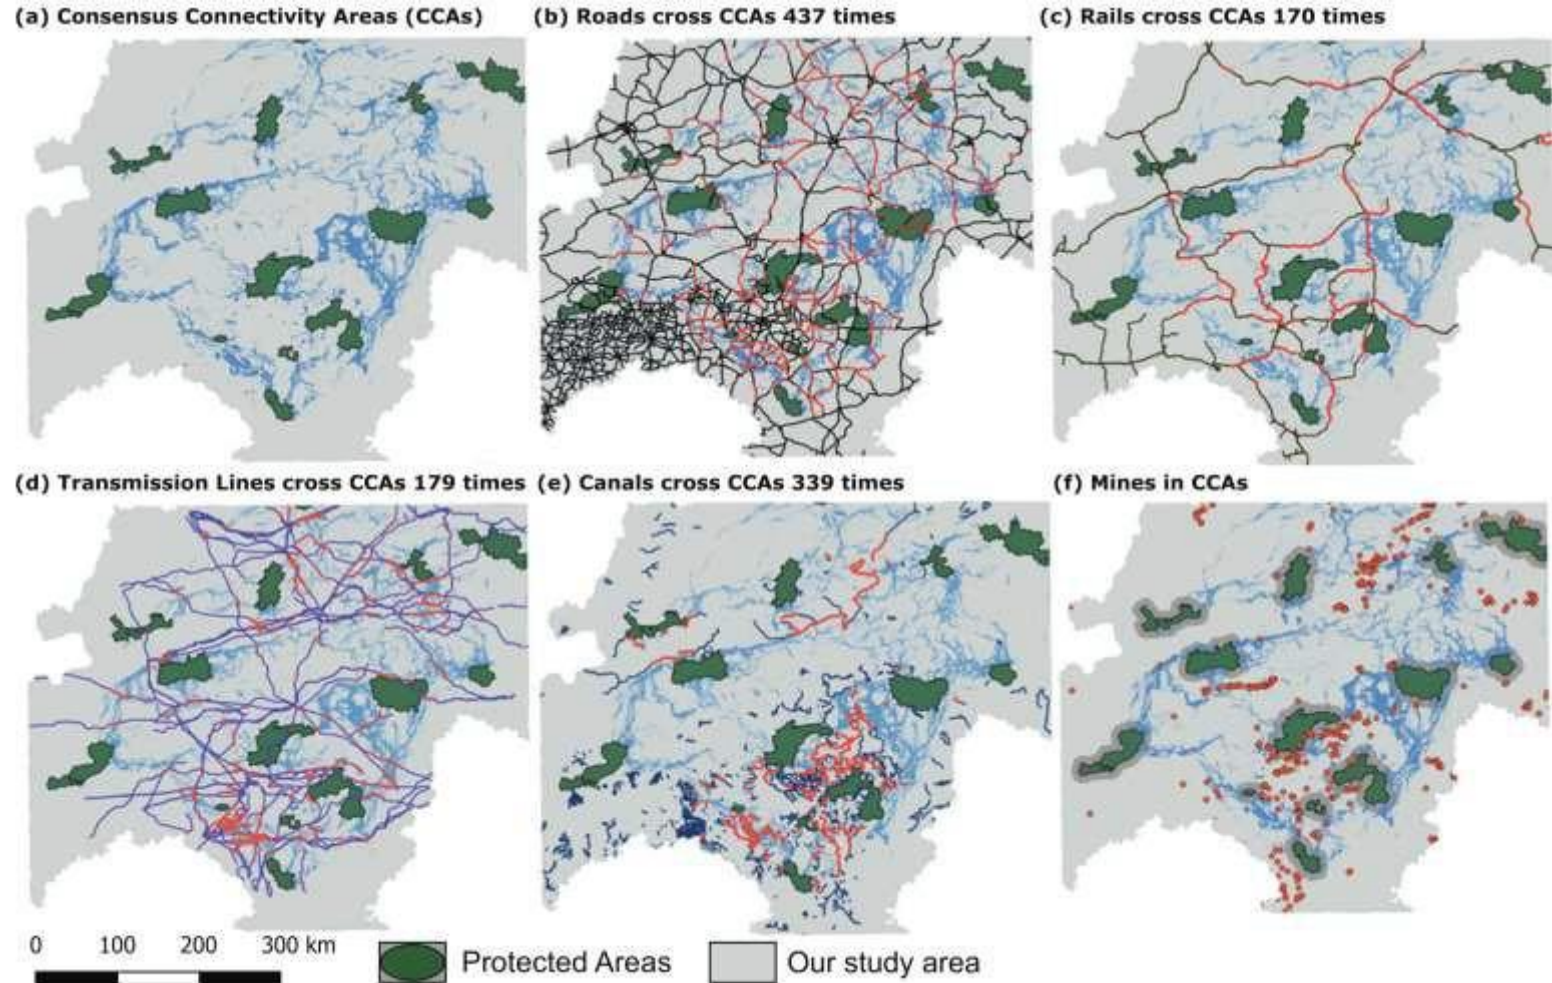 (a) Consensus Connectivity Areas (CCAs)
(b) Roads cross CCAs 437 times
(c) Rails cross CCAs 170 times
(d) Transmission Lines cross CCAs 179 times
(e) Canals cross CCAs 339 times
(f) Mines in CCAs
0 100 200 300 km
Protected Areas
Our study area